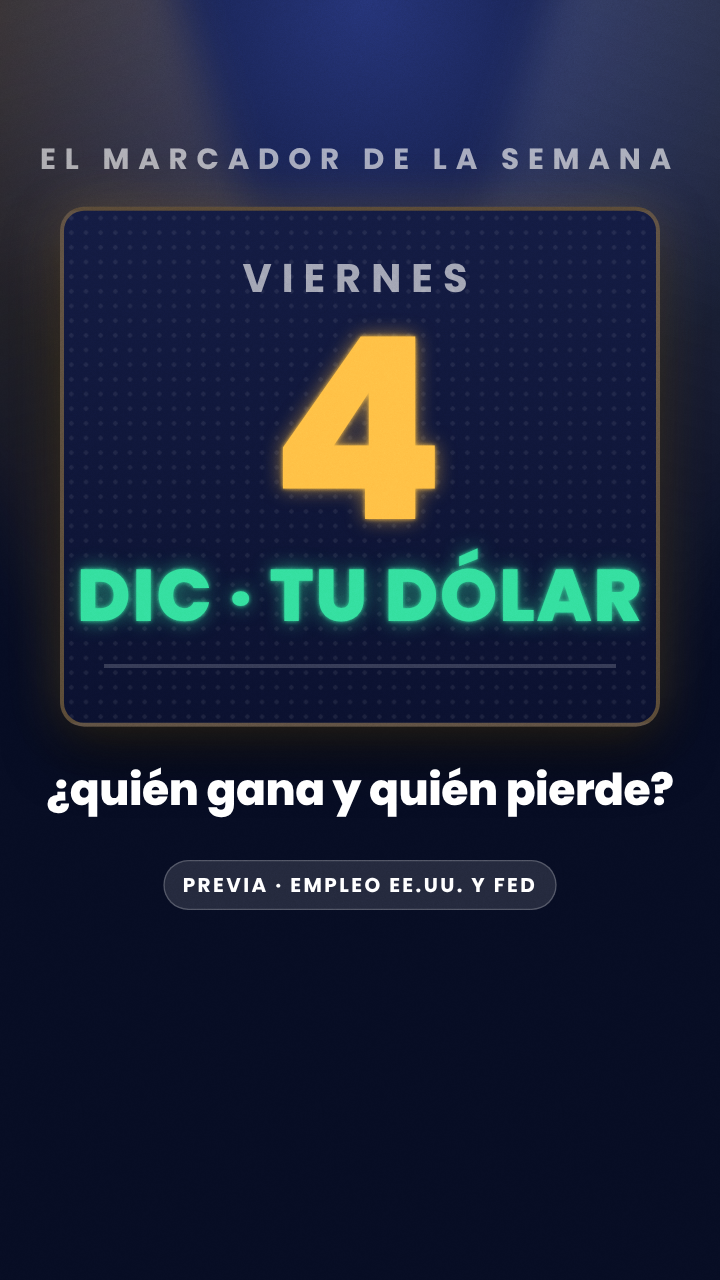 EL MARCADOR DE LA SEMANA
VIERNES
4
DIC · TU DÓLAR
¿quién gana y quién pierde?
PREVIA · EMPLEO EE.UU. Y FED